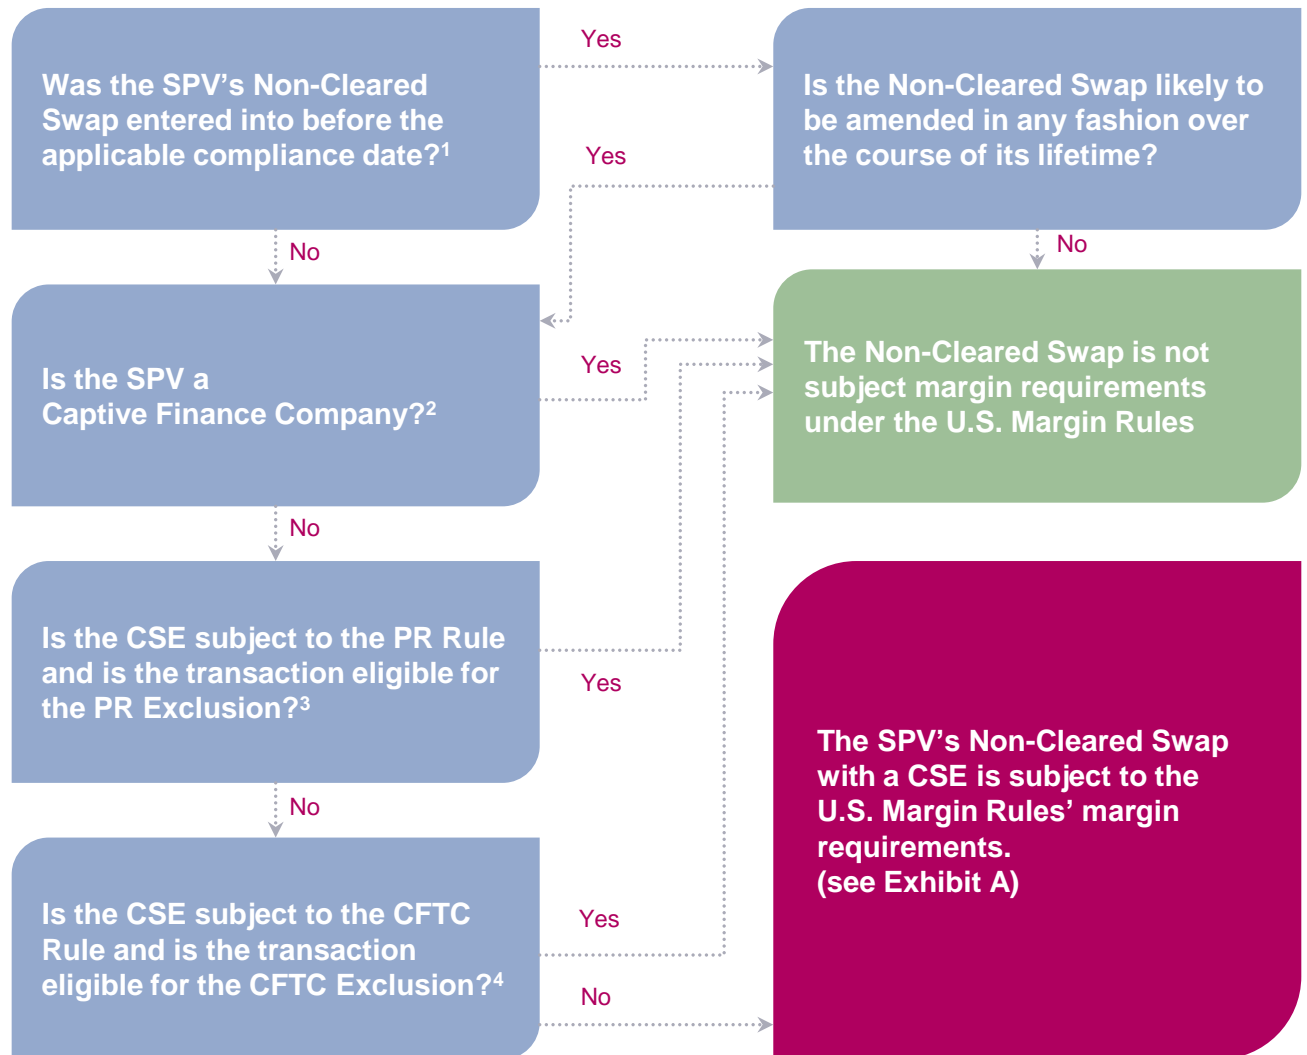 Was the SPV's Non-Cleared
Swap entered into before the
applicable compliance date?¹
Yes
Is the Non-Cleared Swap likely to
be amended in any fashion over
the course of its lifetime?
Yes
No
No
Is the SPV a
Captive Finance Company?²
Yes
The Non-Cleared Swap is not
subject margin requirements
under the U.S. Margin Rules
No
Is the CSE subject to the PR Rule
and is the transaction eligible for
the PR Exclusion?³
Yes
The SPV's Non-Cleared Swap
with a CSE is subject to the
U.S. Margin Rules' margin
requirements.
(see Exhibit A)
No
Is the CSE subject to the CFTC
Rule and is the transaction
eligible for the CFTC Exclusion?⁴
Yes
No